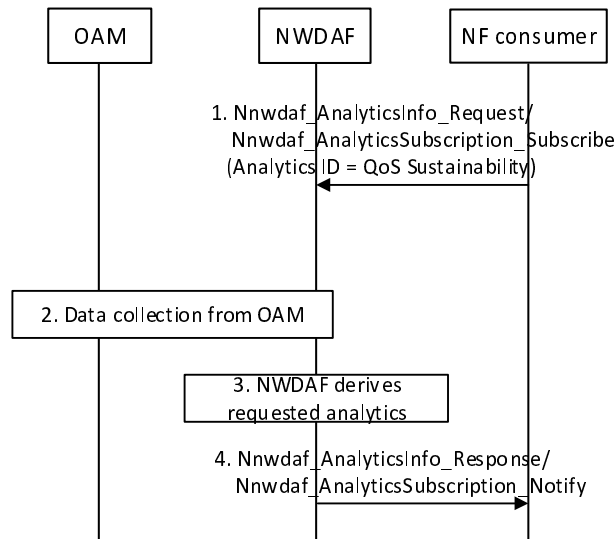 OAM
NWDAF
NF consumer
1. Nnwdaf_AnalyticsInfo_Request/
Nnwdaf_AnalyticsSubscription_Subscribe
(Analytics ID = QoS Sustainability)
2. Data collection from OAM
3. NWDAF derives
requested analytics
4. Nnwdaf_AnalyticsInfo_Response/
Nnwdaf_AnalyticsSubscription_Notify